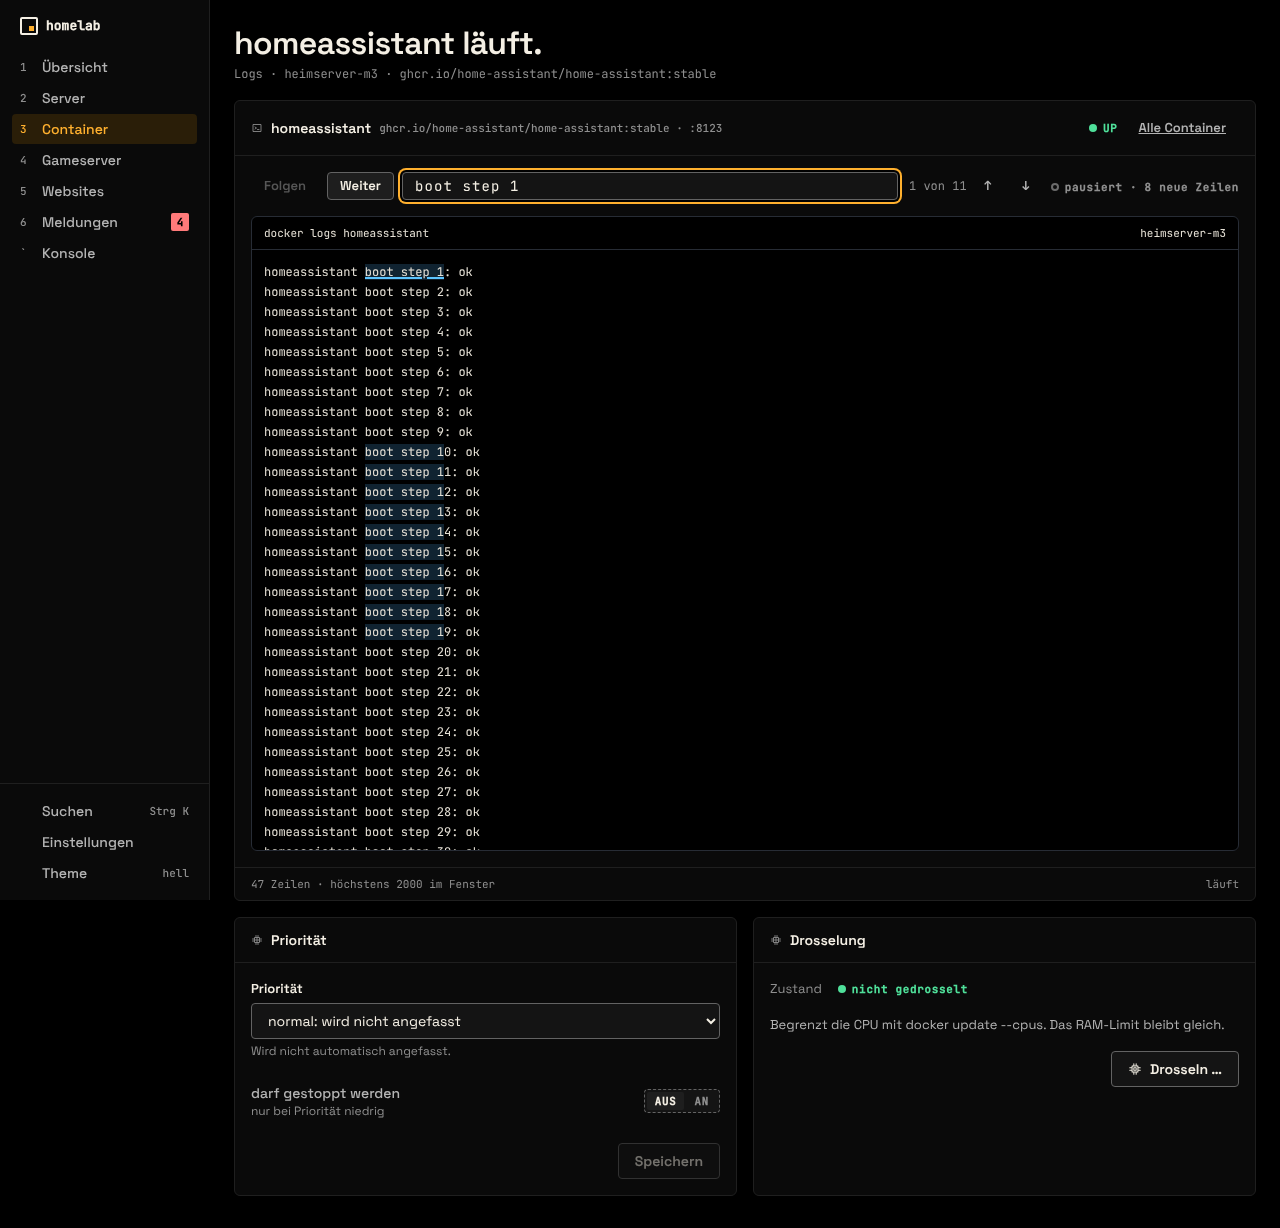 homelab
1 Übersicht
2 Server
3 Container
4 Gameserver
5 Websites
6 Meldungen 4
` Konsole
Suchen Strg K
Einstellungen
Theme hell
homeassistant läuft.
Logs · heimserver-m3 · ghcr.io/home-assistant/home-assistant:stable
homeassistant ghcr.io/home-assistant/home-assistant:stable · :8123
UP Alle Container
Folgen Weiter boot step 1 1 von 11 ↑ ↓ pausiert · 8 neue Zeilen
docker logs homeassistant heimserver-m3
homeassistant boot step 1: ok
homeassistant boot step 2: ok
homeassistant boot step 3: ok
homeassistant boot step 4: ok
homeassistant boot step 5: ok
homeassistant boot step 6: ok
homeassistant boot step 7: ok
homeassistant boot step 8: ok
homeassistant boot step 9: ok
homeassistant boot step 10: ok
homeassistant boot step 11: ok
homeassistant boot step 12: ok
homeassistant boot step 13: ok
homeassistant boot step 14: ok
homeassistant boot step 15: ok
homeassistant boot step 16: ok
homeassistant boot step 17: ok
homeassistant boot step 18: ok
homeassistant boot step 19: ok
homeassistant boot step 20: ok
homeassistant boot step 21: ok
homeassistant boot step 22: ok
homeassistant boot step 23: ok
homeassistant boot step 24: ok
homeassistant boot step 25: ok
homeassistant boot step 26: ok
homeassistant boot step 27: ok
homeassistant boot step 28: ok
homeassistant boot step 29: ok
homeassistant boot step 30: ok
47 Zeilen · höchstens 2000 im Fenster läuft
Priorität
Priorität
normal: wird nicht angefasst
Wird nicht automatisch angefasst.
darf gestoppt werden
nur bei Priorität niedrig
AUS AN
Speichern
Drosselung
Zustand nicht gedrosselt
Begrenzt die CPU mit docker update --cpus. Das RAM-Limit bleibt gleich.
Drosseln …